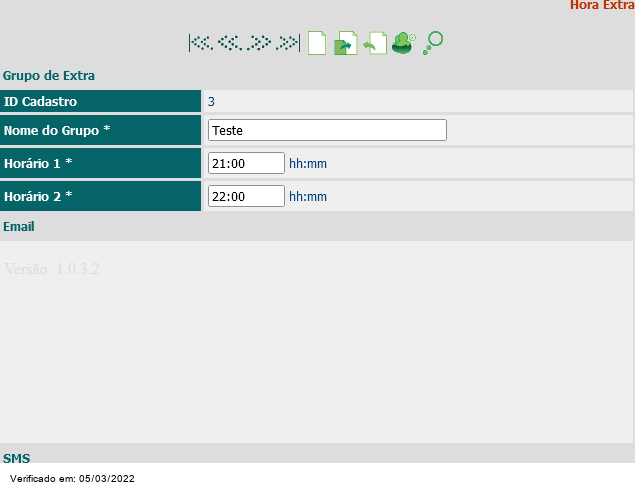 Hora Extra
Grupo de Extra
ID Cadastro 3
Nome do Grupo * Teste
Horário 1 * 21:00 hh:mm
Horário 2 * 22:00 hh:mm
Email
Versão: 1.0.3.2
SMS
Verificado em: 05/03/2022